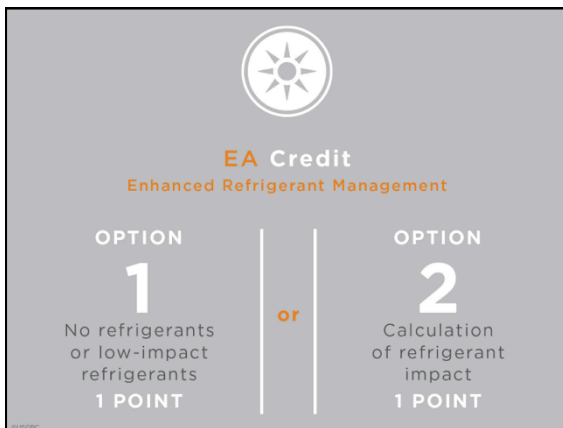 EA Credit
Enhanced Refrigerant Management
OPTION
1
No refrigerants
or low-impact
refrigerants
1 POINT
or
OPTION
2
Calculation
of refrigerant
impact
1 POINT
©USGBC